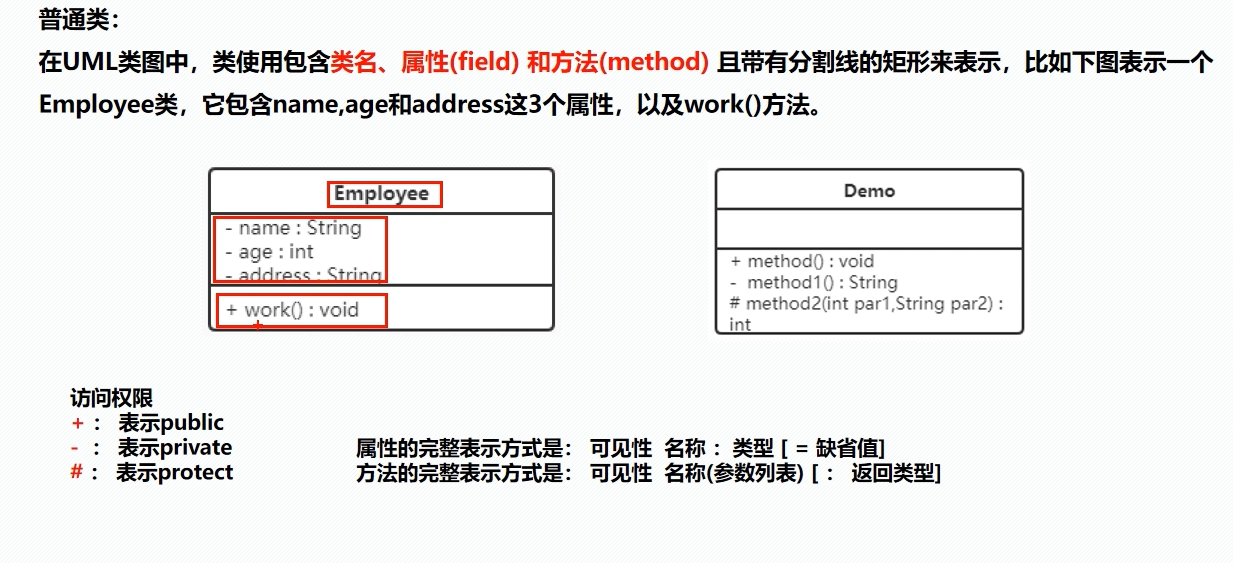 普通类：
在UML类图中，类使用包含类名、属性(field) 和方法(method) 且带有分割线的矩形来表示，比如下图表示一个
Employee类，它包含name,age和address这3个属性，以及work()方法。
Employee
- name : String
- age : int
- address : String
+ work() : void
Demo
+ method() : void
- method1() : String
# method2(int par1,String par2) :
int
访问权限
+ ： 表示public
- ： 表示private
# ： 表示protect
属性的完整表示方式是： 可见性 名称 ：类型 [ = 缺省值]
方法的完整表示方式是： 可见性 名称(参数列表) [ ： 返回类型]